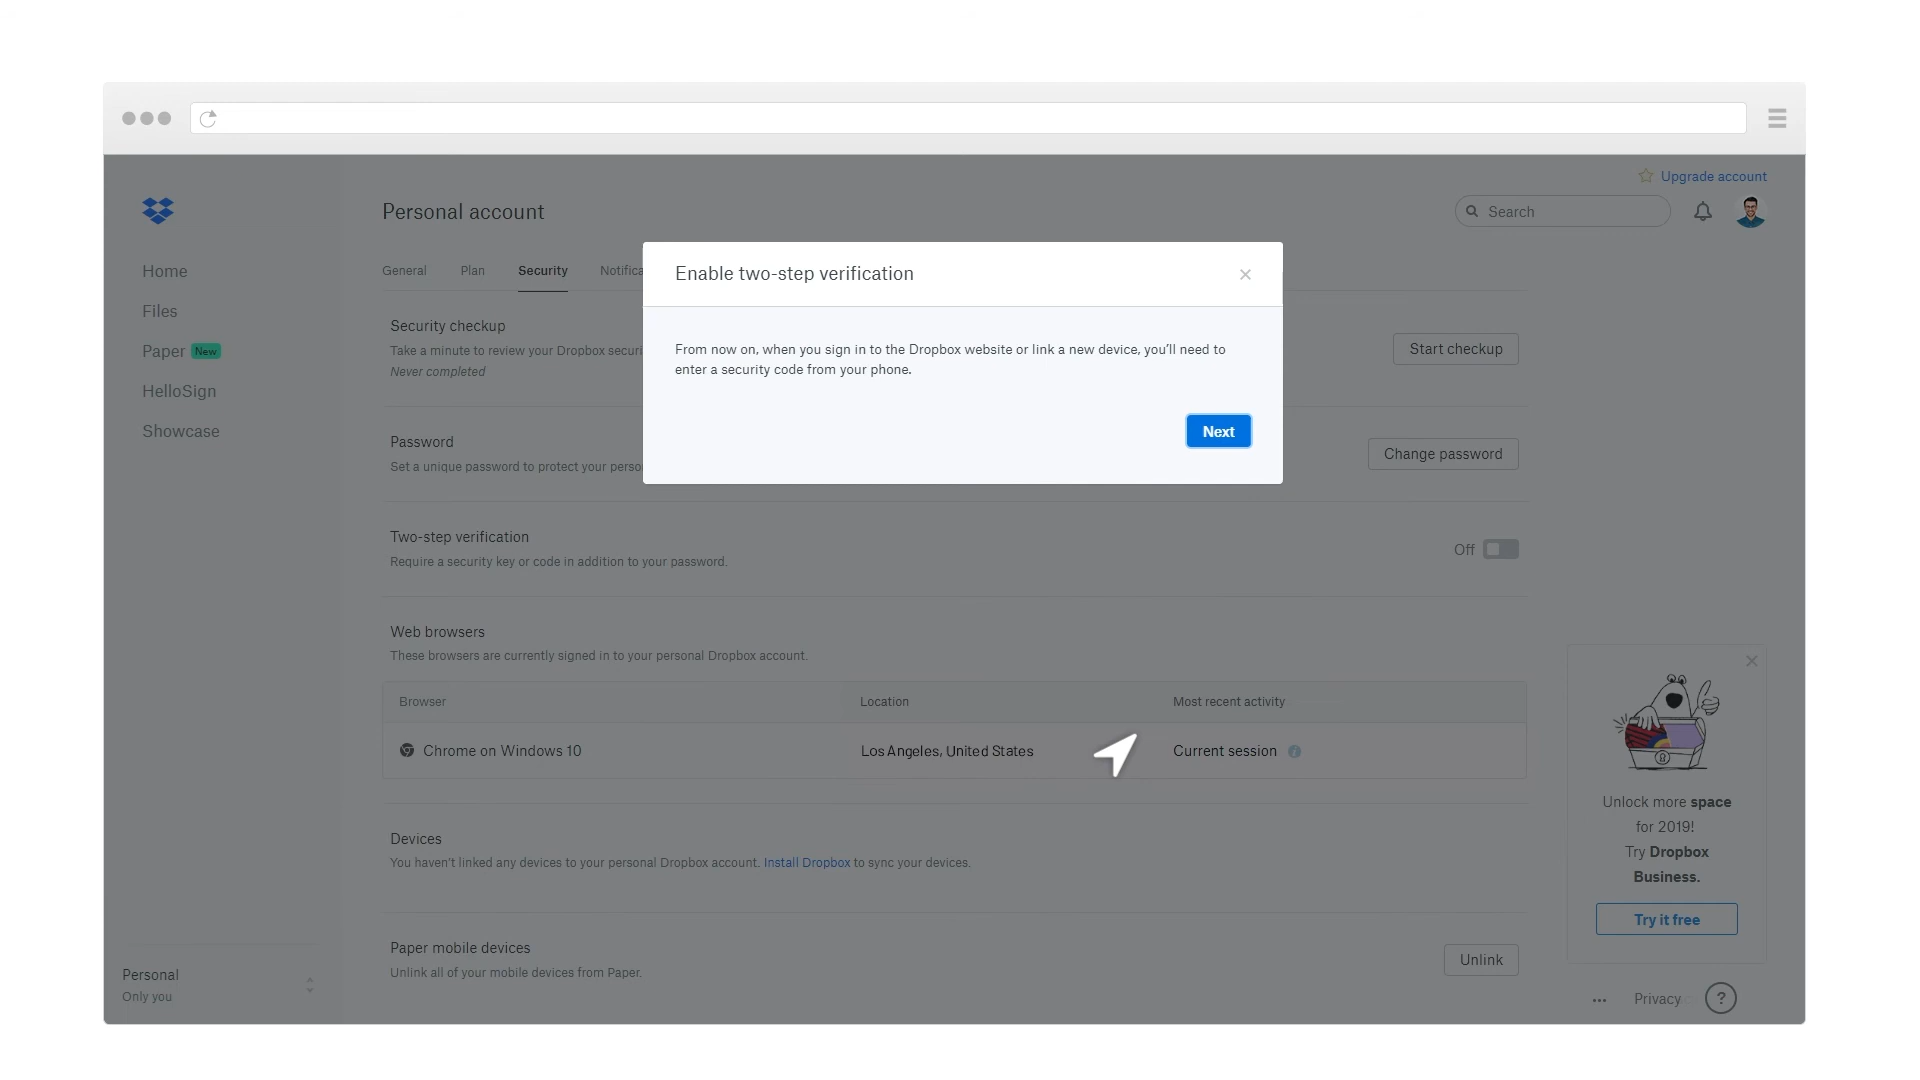 Upgrade account
Personal account
Search
Home
Files
Paper New
HelloSign
Showcase
General Plan Security Notifica
Enable two-step verification
From now on, when you sign in to the Dropbox website or link a new device, you'll need to
enter a security code from your phone.
Next
Security checkup
Take a minute to review your Dropbox securi
Never completed
Start checkup
Password
Set a unique password to protect your perso
Change password
Two-step verification
Require a security key or code in addition to your password.
Off
Web browsers
These browsers are currently signed in to your personal Dropbox account.
Browser Location Most recent activity
Chrome on Windows 10 Los Angeles, United States Current session
Devices
You haven't linked any devices to your personal Dropbox account. Install Dropbox to sync your devices.
Paper mobile devices
Unlink all of your mobile devices from Paper.
Unlink
Unlock more space
for 2019!
Try Dropbox
Business.
Try it free
Personal
Only you
... Privacy ?